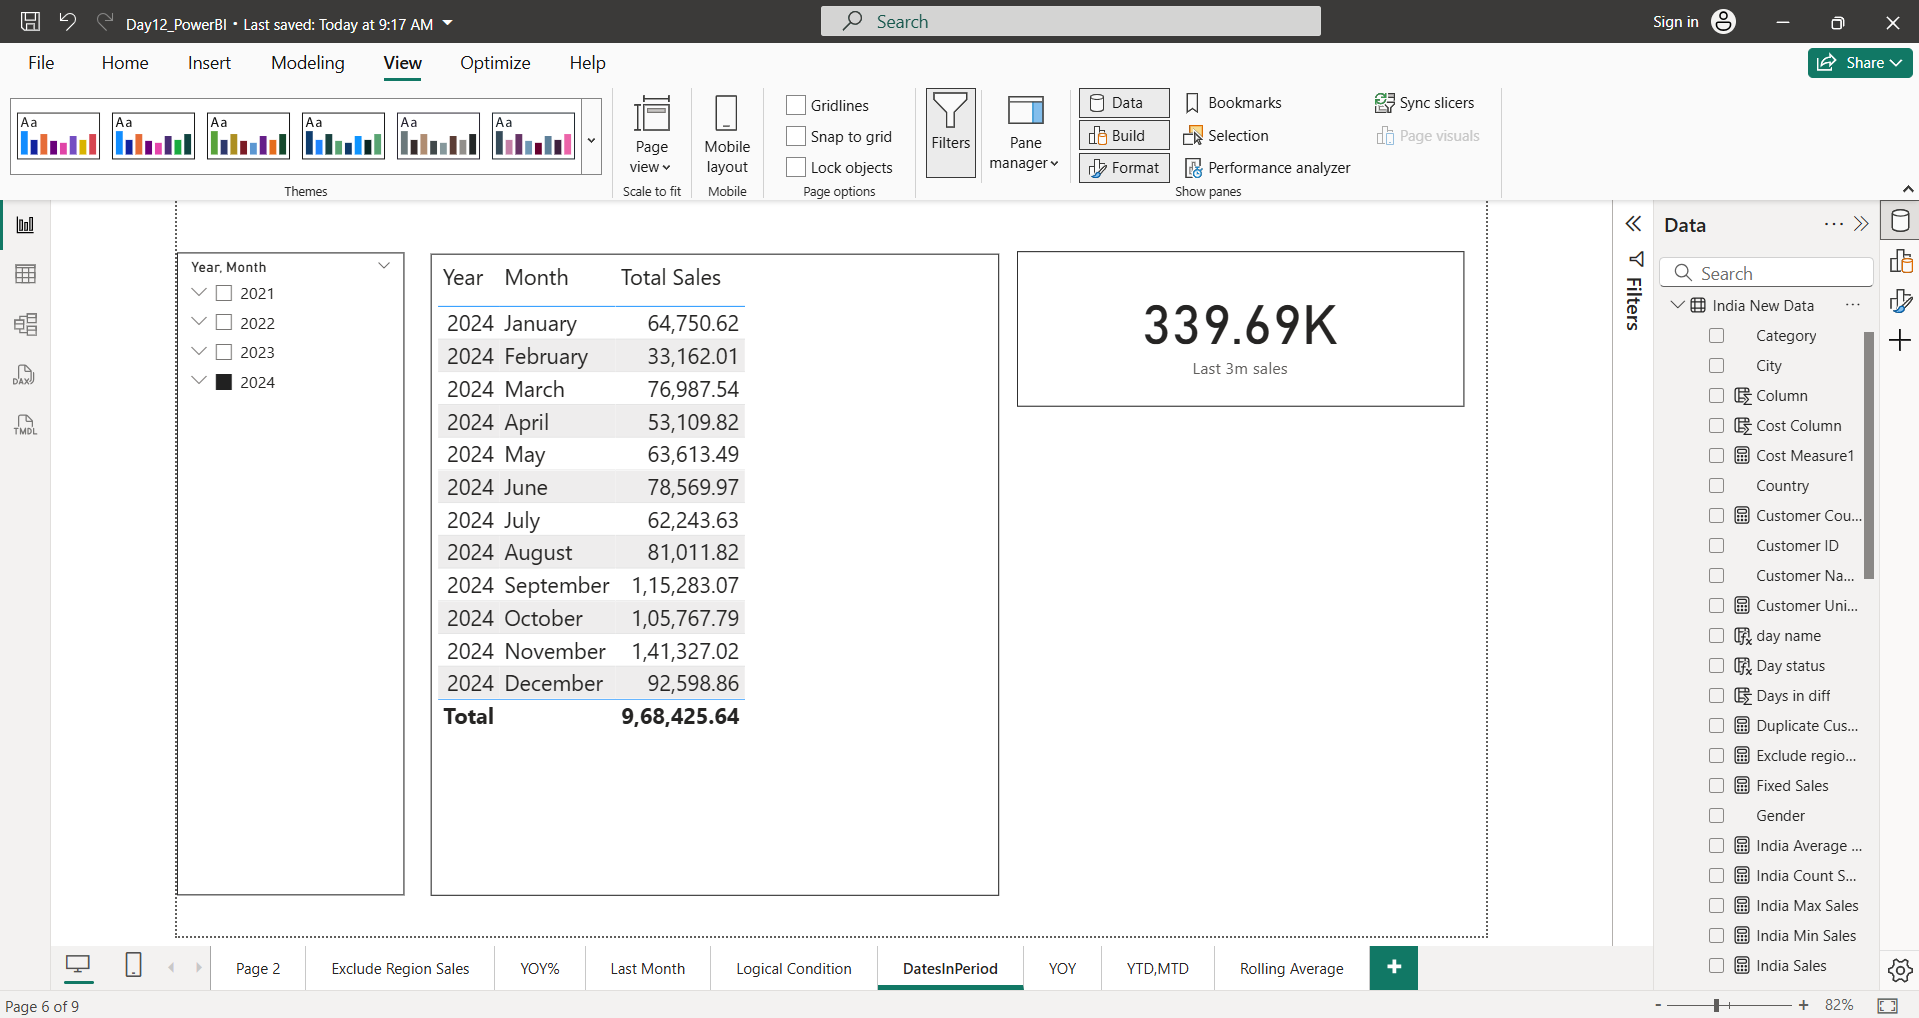 Day12_PowerBI • Last saved: Today at 9:17 AM
Search
Sign in
File
Home
Insert
Modeling
View
Optimize
Help
Share
Aa
Aa
Aa
Aa
Aa
Aa
Themes
Page view
Scale to fit
Mobile layout
Mobile
Gridlines
Snap to grid
Lock objects
Page options
Filters
Pane manager
Data
Build
Format
Bookmarks
Selection
Performance analyzer
Sync slicers
Page visuals
Show panes
DAX
TMDL
Year, Month
2021
2022
2023
2024
Year Month Total Sales
2024 January 64,750.62
2024 February 33,162.01
2024 March 76,987.54
2024 April 53,109.82
2024 May 63,613.49
2024 June 78,569.97
2024 July 62,243.63
2024 August 81,011.82
2024 September 1,15,283.07
2024 October 1,05,767.79
2024 November 1,41,327.02
2024 December 92,598.86
Total 9,68,425.64
339.69K
Last 3m sales
Filters
Data
Search
India New Data
Category
City
Column
Cost Column
Cost Measure1
Country
Customer Cou...
Customer ID
Customer Na...
Customer Uni...
day name
Day status
Days in diff
Duplicate Cus...
Exclude regio...
Fixed Sales
Gender
India Average ...
India Count S...
India Max Sales
India Min Sales
India Sales
Page 2
Exclude Region Sales
YOY%
Last Month
Logical Condition
DatesInPeriod
YOY
YTD,MTD
Rolling Average
+
Page 6 of 9
- + 82%